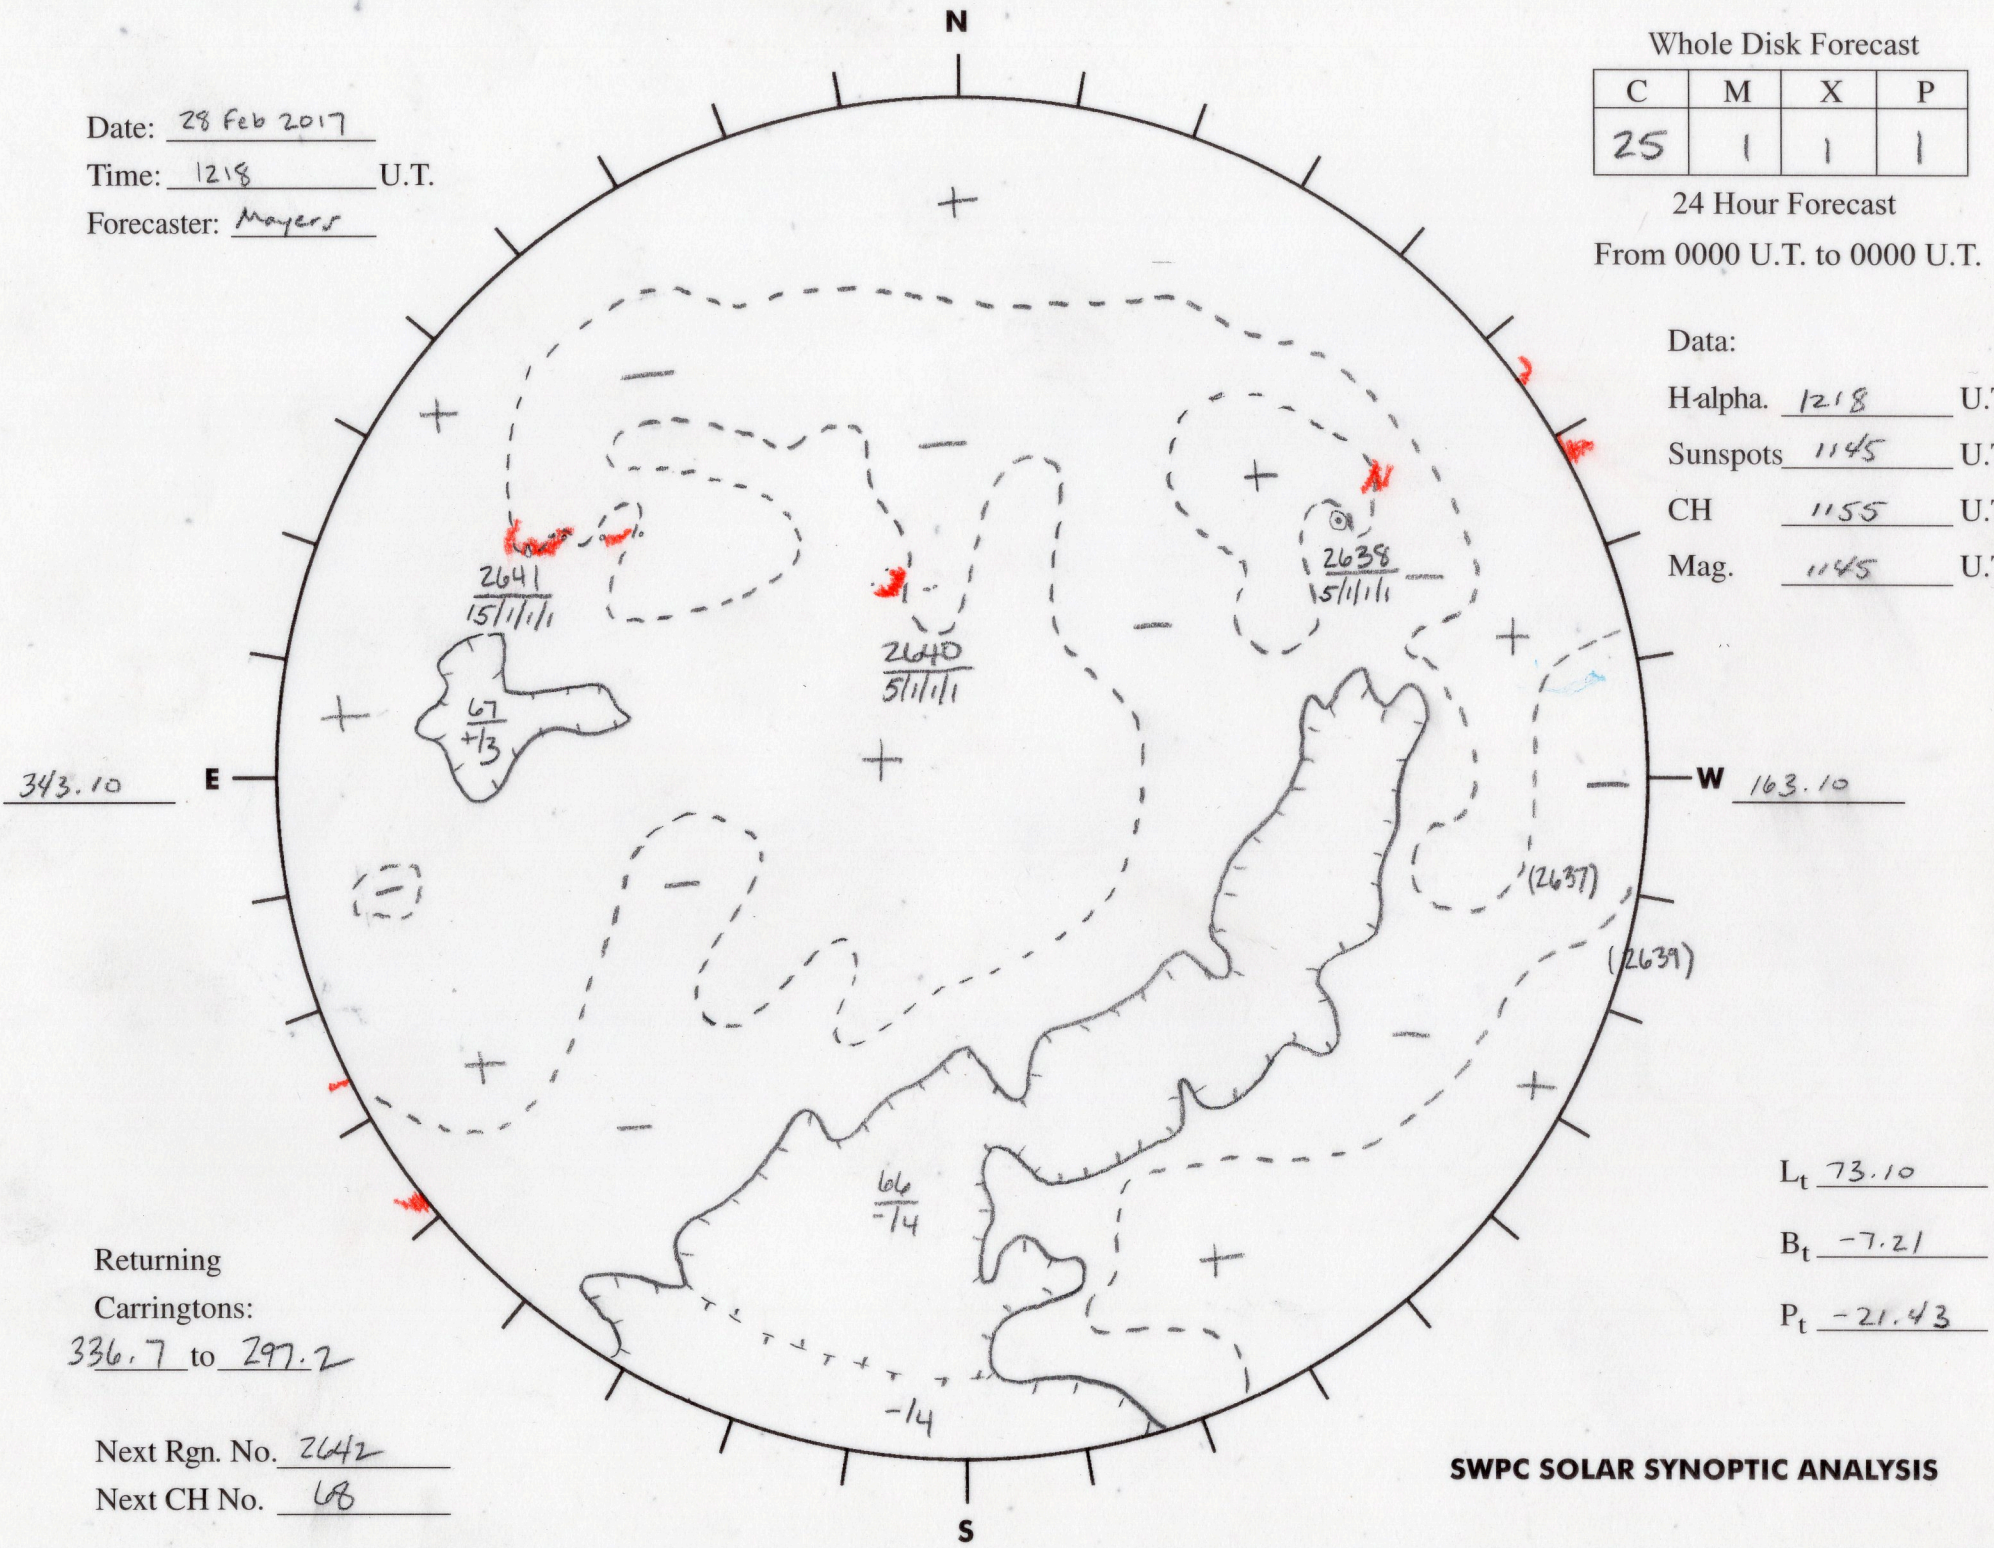 N
Whole Disk Forecast
C M X P
25 1 1 1
24 Hour Forecast
From 0000 U.T. to 0000 U.T.
Date: 28 Feb 2017
Time: 1218 U.T.
Forecaster: Mayers
Data:
H-alpha. 1218 U.T
Sunspots 1145 U.T
CH 1155 U.T
Mag. 1145 U.T
2641
15/1/1/1
2638
5/1/1/1
2640
5/1/1/1
67
+/3
343.10 E
W 163.10
(2637)
(2639)
66
-/4
-/4
Lt 73.10
Bt -7.21
Pt -21.43
Returning
Carringtons:
336.7 to 297.2
Next Rgn. No. 2642
Next CH No. 68
SWPC SOLAR SYNOPTIC ANALYSIS
S